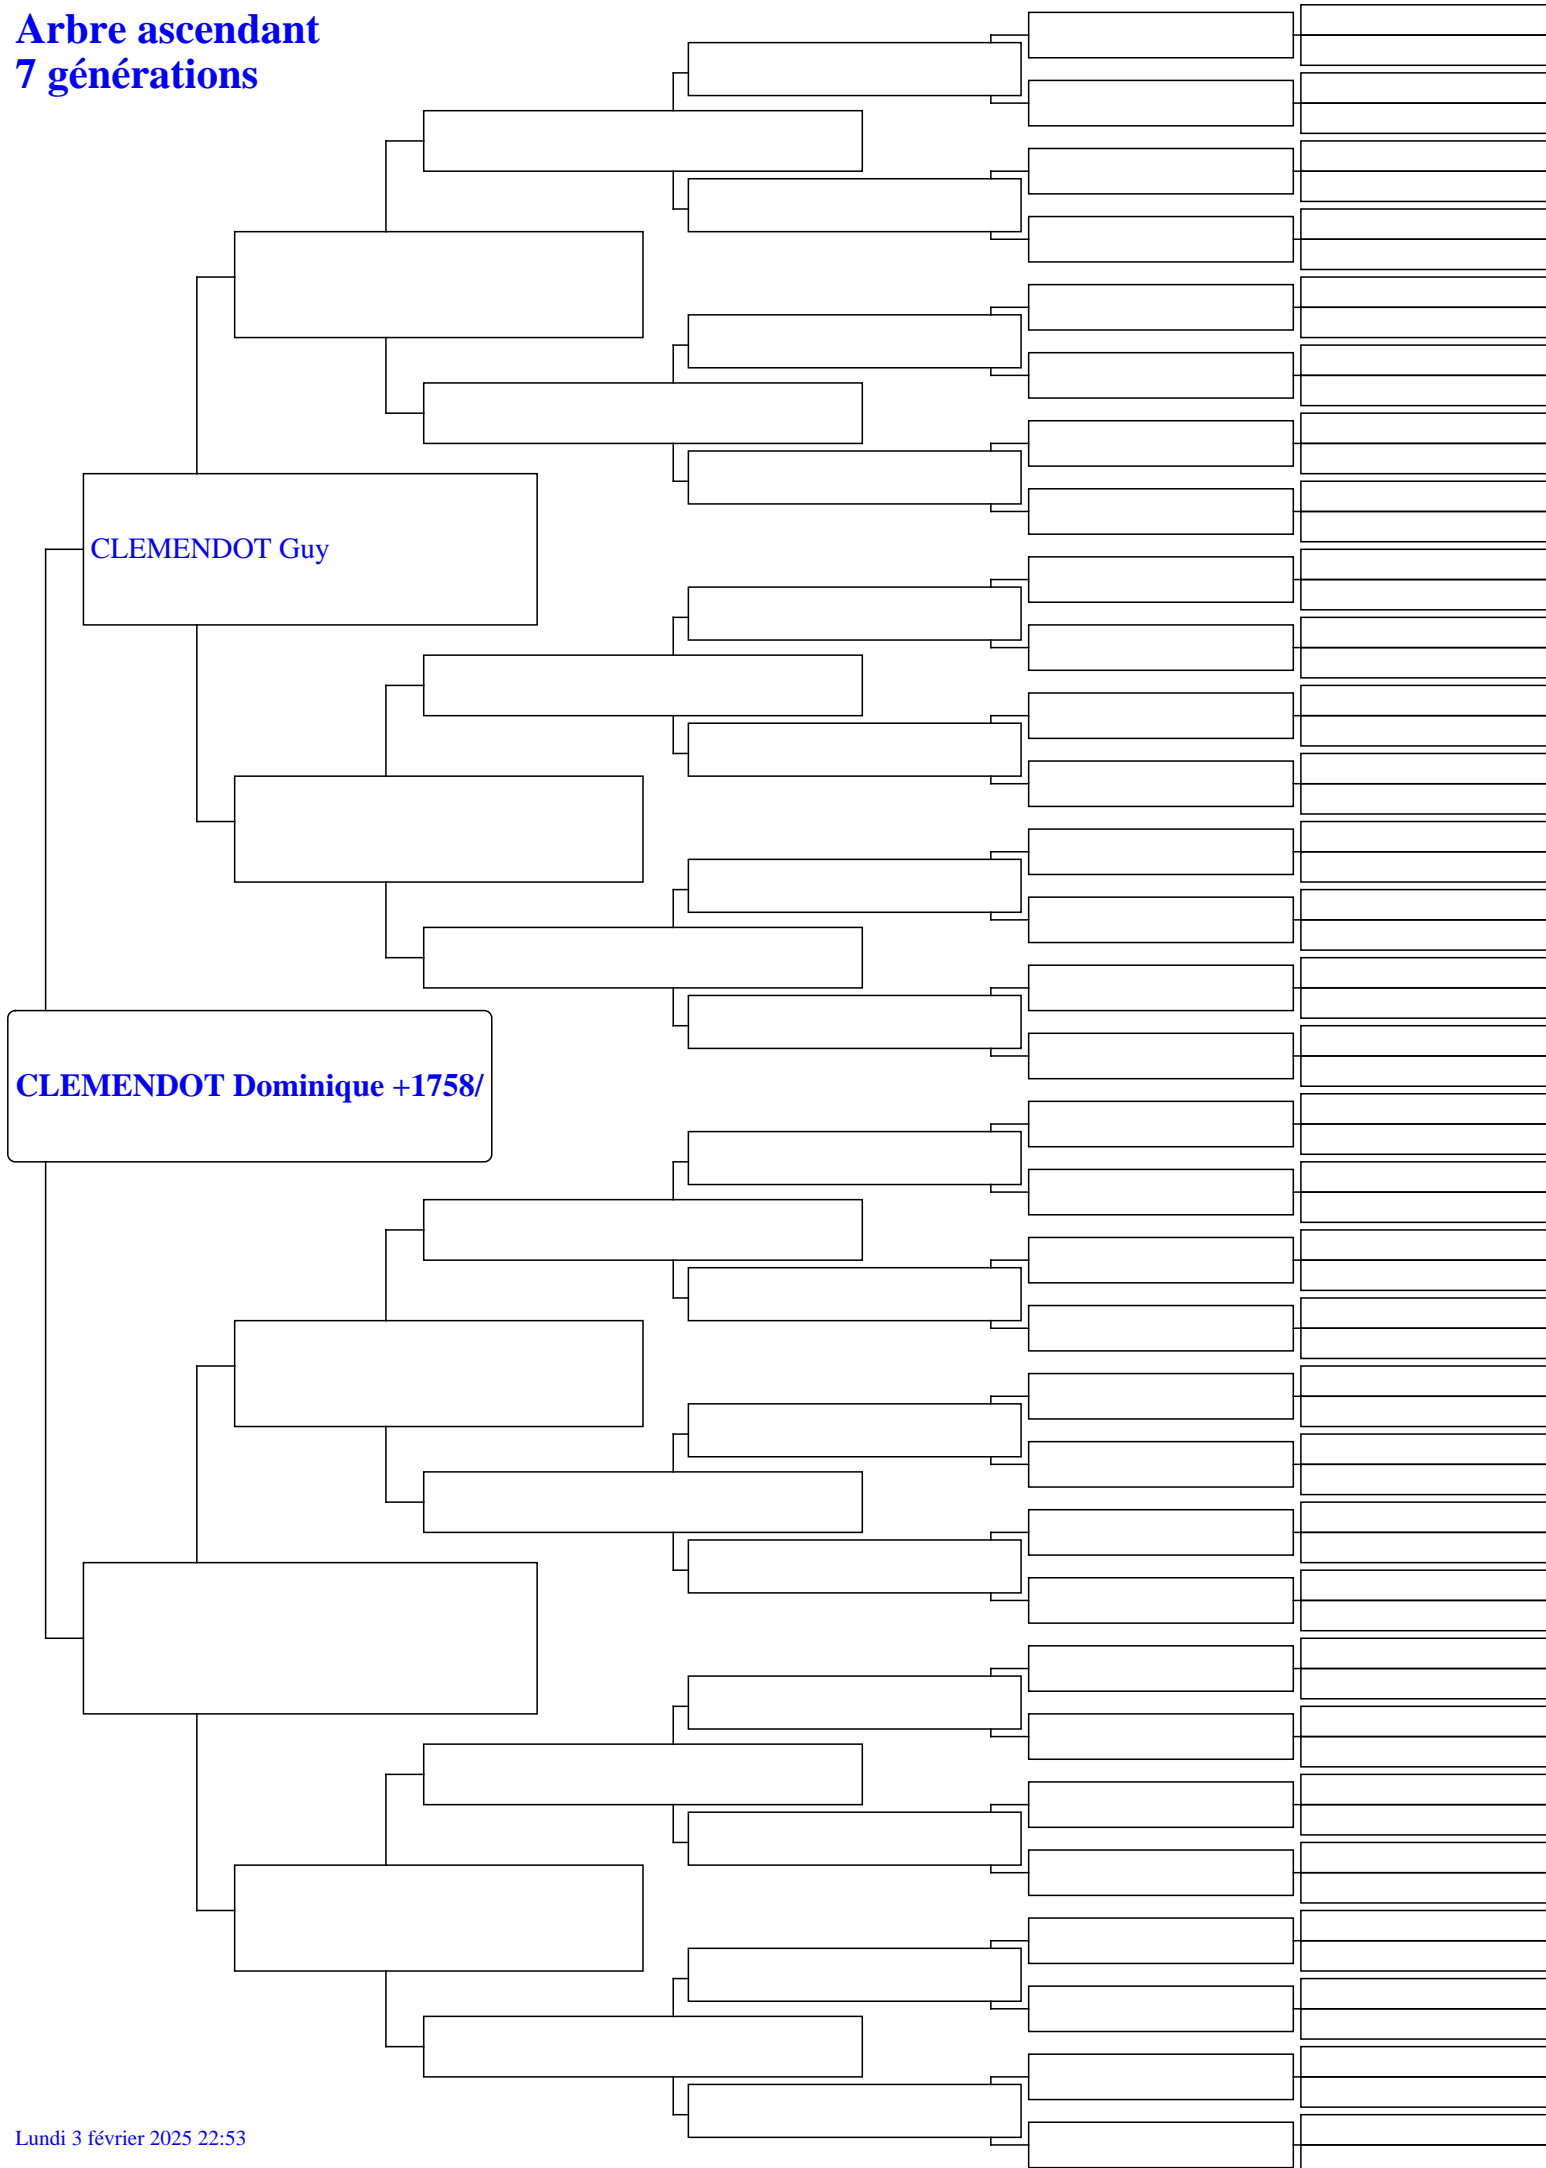 Arbre ascendant
7 générations
CLEMENDOT Guy
CLEMENDOT Dominique +1758/
Lundi 3 février 2025 22:53